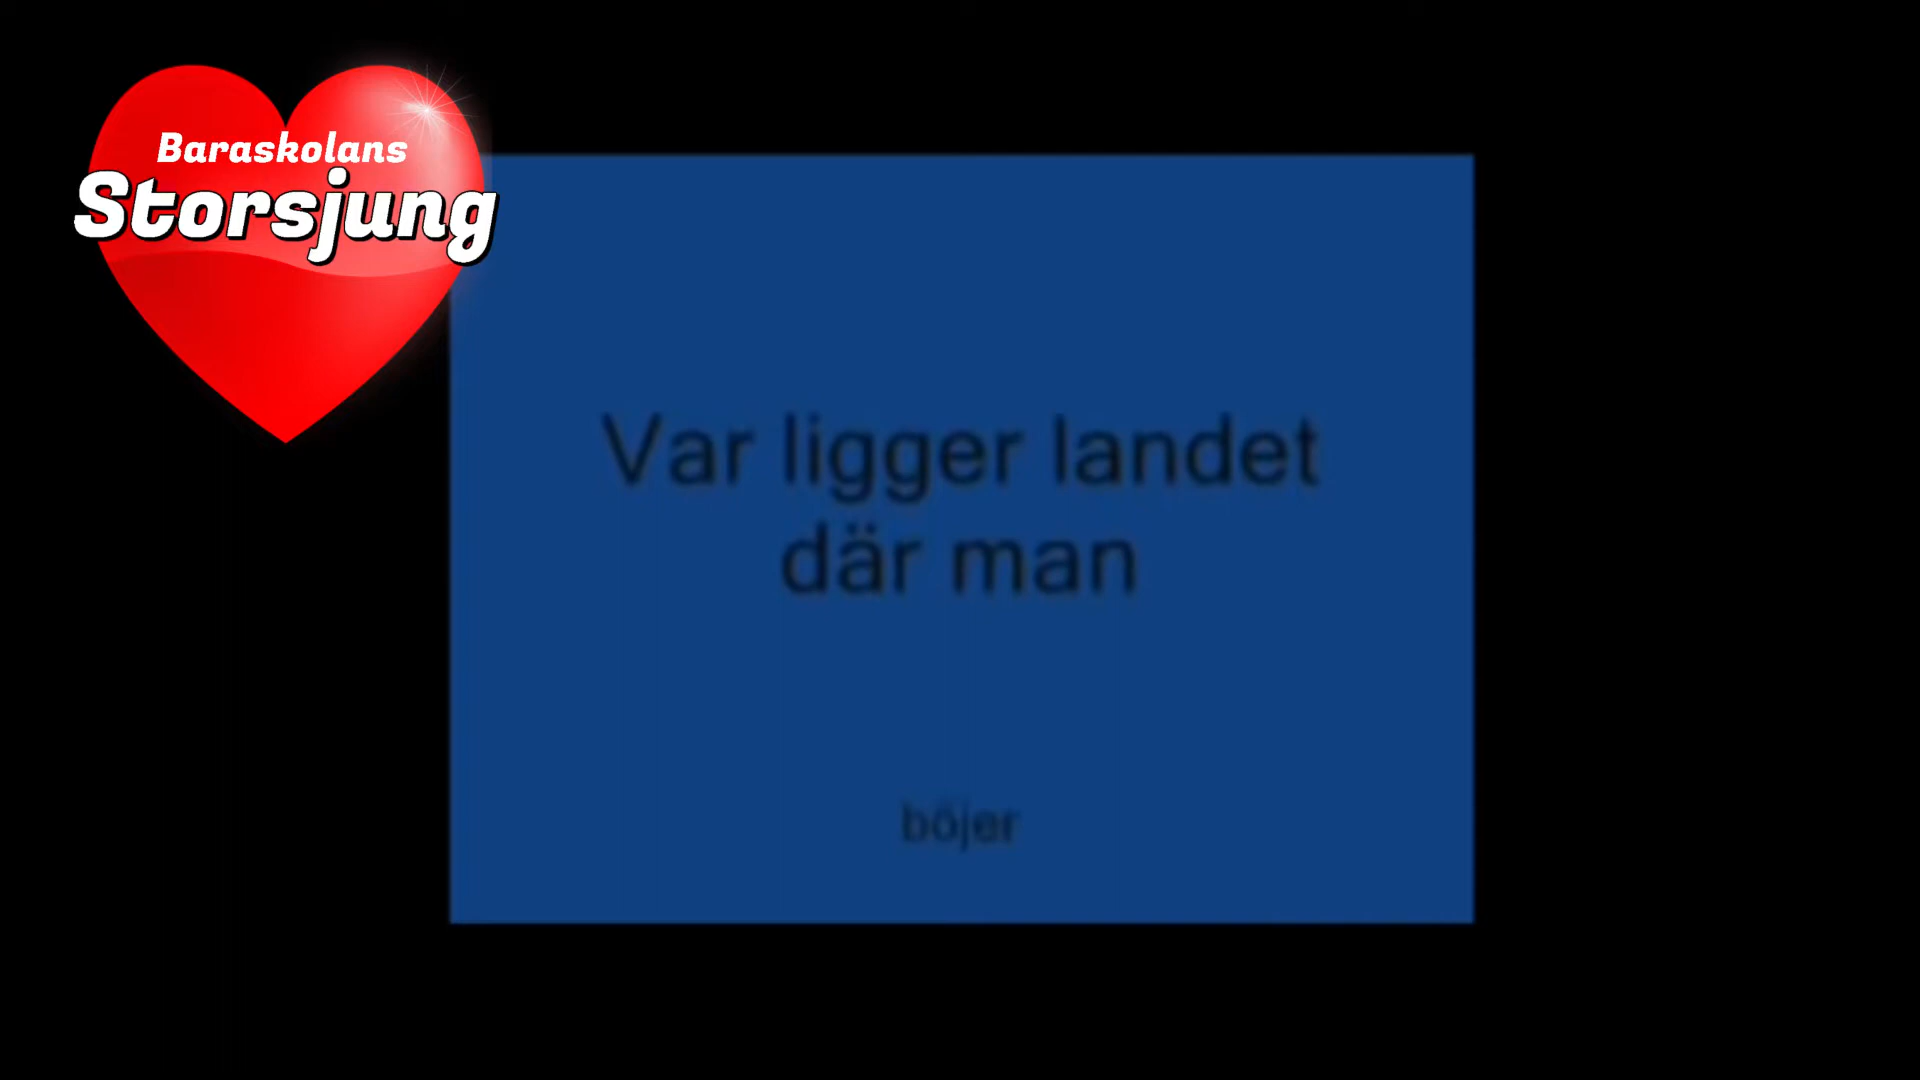 Baraskolans
Storsjung
Var ligger landet
där man
böjer